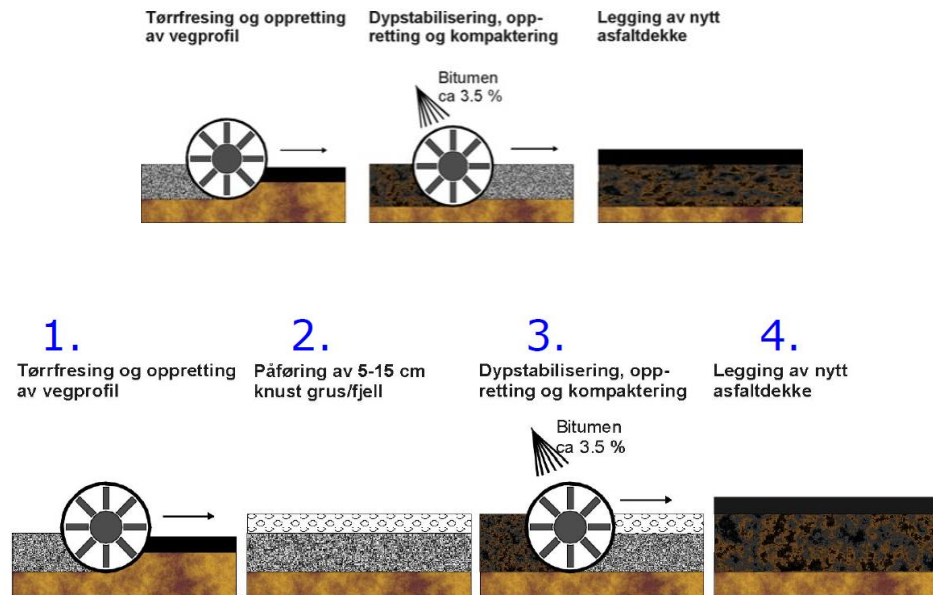 Tørrfresing og oppretting
av vegprofil
Dypstabilisering, opp-
retting og kompaktering
Legging av nytt
asfaltdekke
Bitumen
ca 3.5 %
1.
Tørrfresing og oppretting
av vegprofil
2.
Påføring av 5-15 cm
knust grus/fjell
3.
Dypstabilisering, opp-
retting og kompaktering
Bitumen
ca 3.5 %
4.
Legging av nytt
asfaltdekke